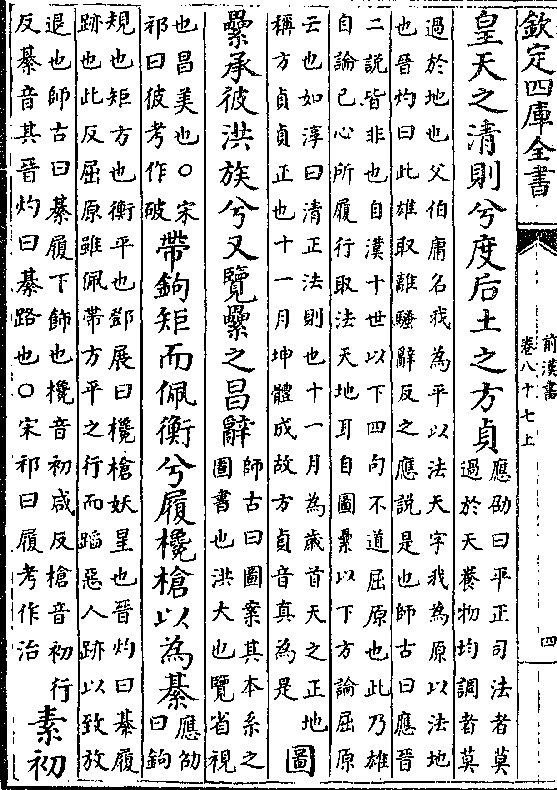 欽定四庫全書
前漢書
卷八十七上
四
皇天之清則兮度后土之方貞
應劭曰平正司法者莫
過於天養物均調者莫
過於地也父伯庸名我為平以法天字我為原以法地
也晉灼曰此雄取離騷辭反之應說是也師古曰應晉
二說皆非也自漢十世以下四句不道屈原也此乃雄
自論己心所履行取法天地耳自圖纍以下方論屈原
云也如淳曰清正法則也十一月為歲首天之正地
稱方貞貞正也十一月坤體成故方貞音真為是
圖
纍承彼洪族兮又覽纍之昌辭
師古曰圖案其本系之
圖書也洪大也覽省視
也昌美也○宋
祁曰彼考作破
帶鉤矩而佩衡兮履欃槍以為綦
應劭
曰鉤
規也矩方也衡平也鄧展曰欃槍妖星也晉灼曰綦履
跡也此反屈原雖佩帶方平之行而蹈惡人跡以致放
退也師古曰綦履下飾也欃音初咸反槍音初行
反綦音其晉灼曰綦路也○宋祁曰履考作治
素初